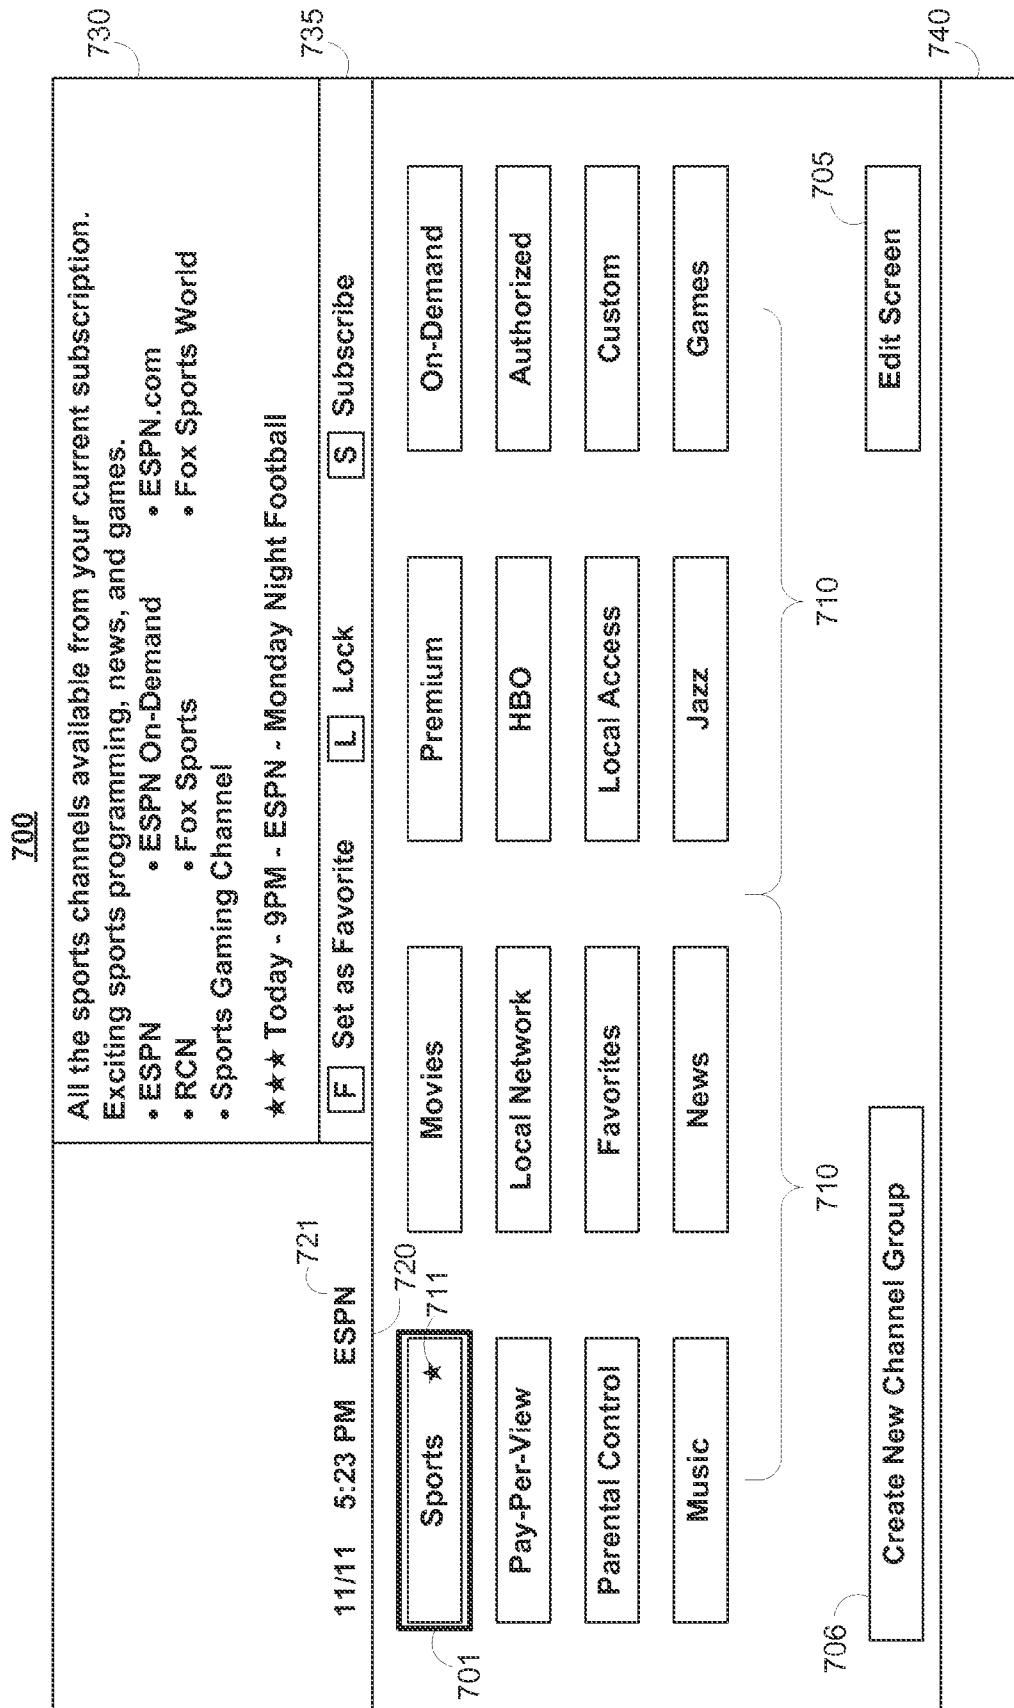 700
730
All the sports channels available from your current subscription.
Exciting sports programming, news, and games.
• ESPN • ESPN On-Demand • ESPN.com
• RCN • Fox Sports • Fox Sports World
• Sports Gaming Channel
★★★ Today - 9PM - ESPN - Monday Night Football
721
735
11/11 5:23 PM ESPN
F Set as Favorite L Lock S Subscribe
720
701
Sports ★ Movies Premium On-Demand
711
Pay-Per-View Local Network HBO Authorized
Parental Control Favorites Local Access Custom
Music News Jazz Games
710 710
706
705
Create New Channel Group Edit Screen
740